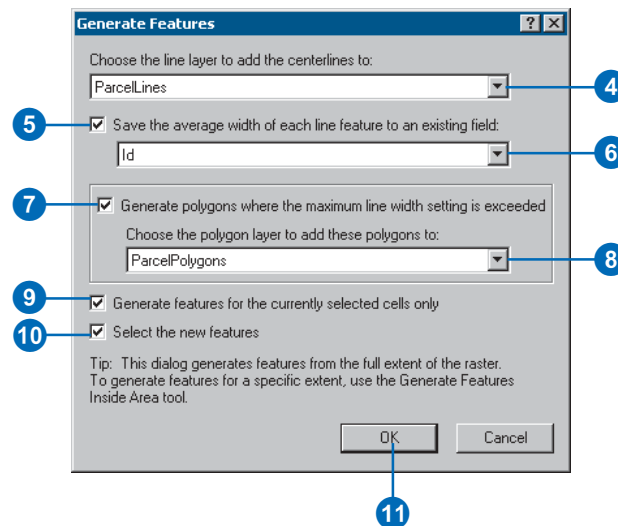 Generate Features
Choose the line layer to add the centerlines to:
ParcelLines
4
5
Save the average width of each line feature to an existing field:
Id
6
7
Generate polygons where the maximum line width setting is exceeded
Choose the polygon layer to add these polygons to:
ParcelPolygons
8
9
Generate features for the currently selected cells only
10
Select the new features
Tip: This dialog generates features from the full extent of the raster.
To generate features for a specific extent, use the Generate Features
Inside Area tool.
OK
Cancel
11